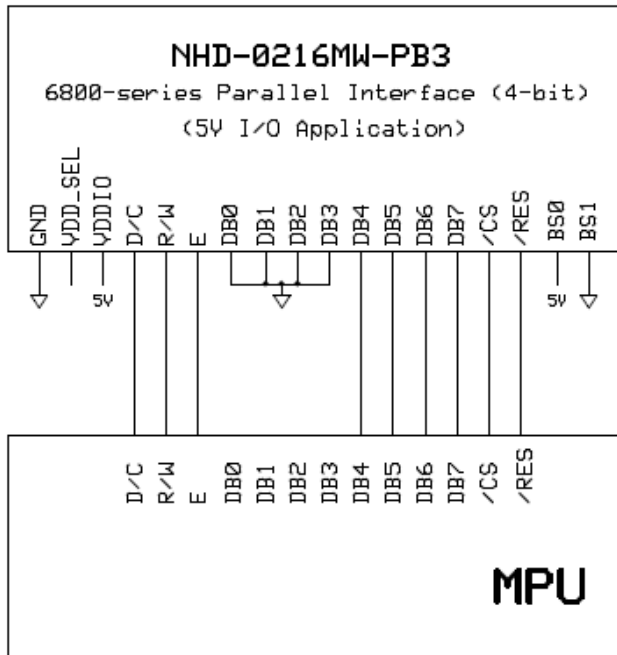 NHD-0216MW-PB3
6800-series Parallel Interface (4-bit)
(5V I/O Application)
GND VDD_SEL VDDIO D/C R/W E DB0 DB1 DB2 DB3 DB4 DB5 DB6 DB7 /CS /RES BS0 BS1
5V 5V
D/C R/W E DB0 DB1 DB2 DB3 DB4 DB5 DB6 DB7 /CS /RES
MPU